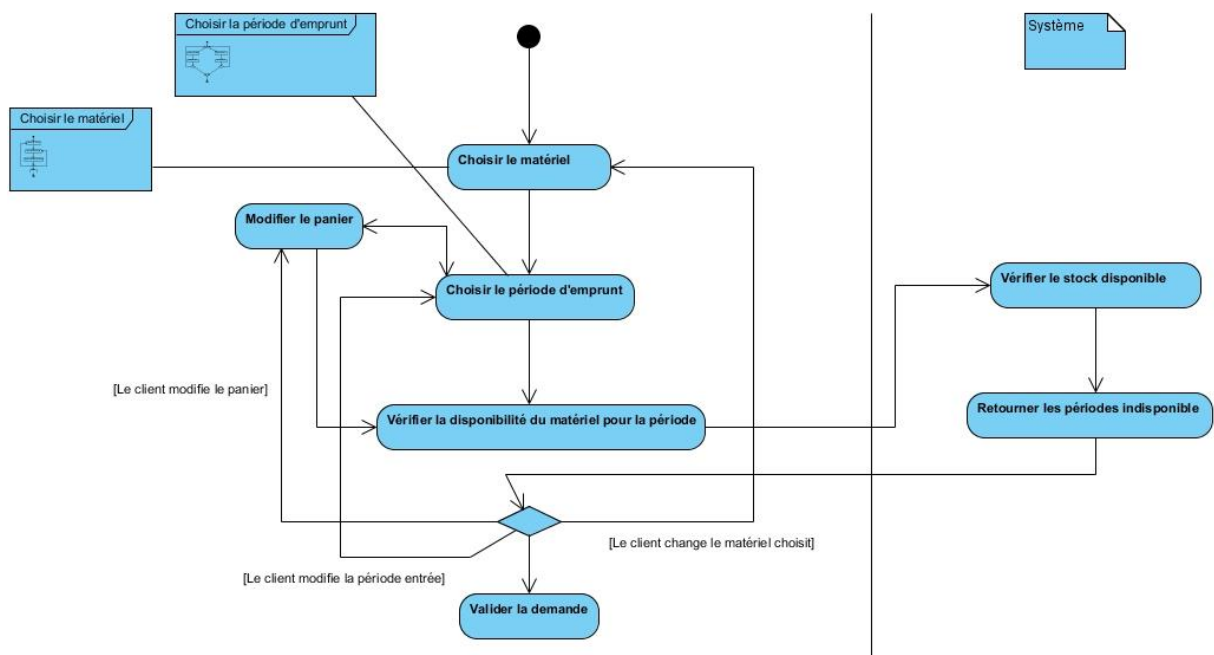 Choisir la période d'emprunt
Système
Choisir le matériel
Choisir le matériel
Modifier le panier
Choisir le période d'emprunt
Vérifier le stock disponible
[Le client modifie le panier]
Vérifier la disponibilité du matériel pour la période
Retourner les périodes indisponible
[Le client change le matériel choisit]
[Le client modifie la période entrée]
Valider la demande